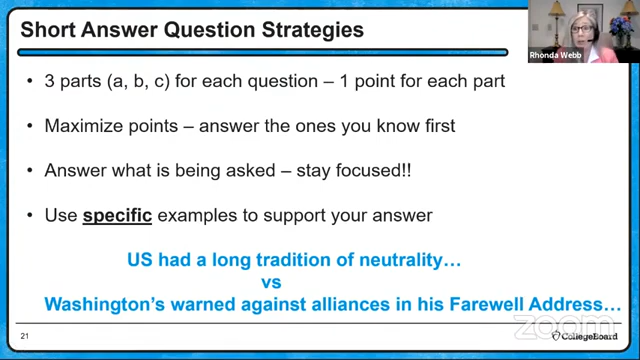 Short Answer Question Strategies
Rhonda Webb
• 3 parts (a, b, c) for each question – 1 point for each part
• Maximize points – answer the ones you know first
• Answer what is being asked – stay focused!!
• Use specific examples to support your answer
US had a long tradition of neutrality…
vs
Washington's warned against alliances in his Farewell Address…
zoom
21
CollegeBoard